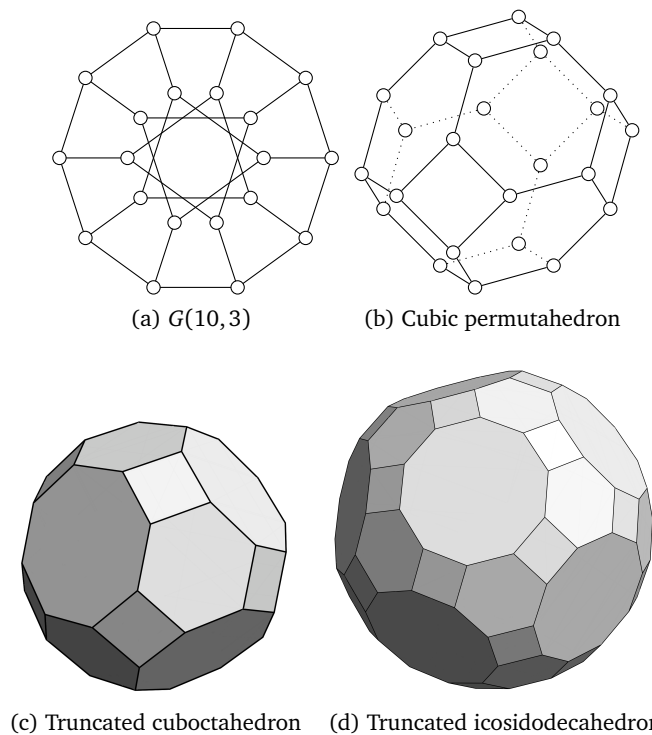 (a) G(10, 3)
(b) Cubic permutahedron
(c) Truncated cuboctahedron
(d) Truncated icosidodecahedron